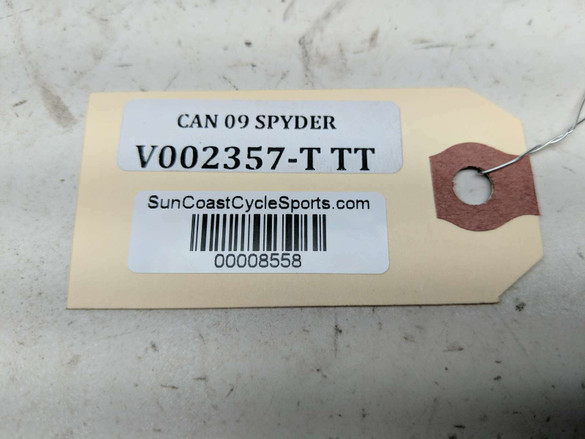 CAN 09 SPYDER
V002357-T TT
SunCoastCycleSports.com
00008558